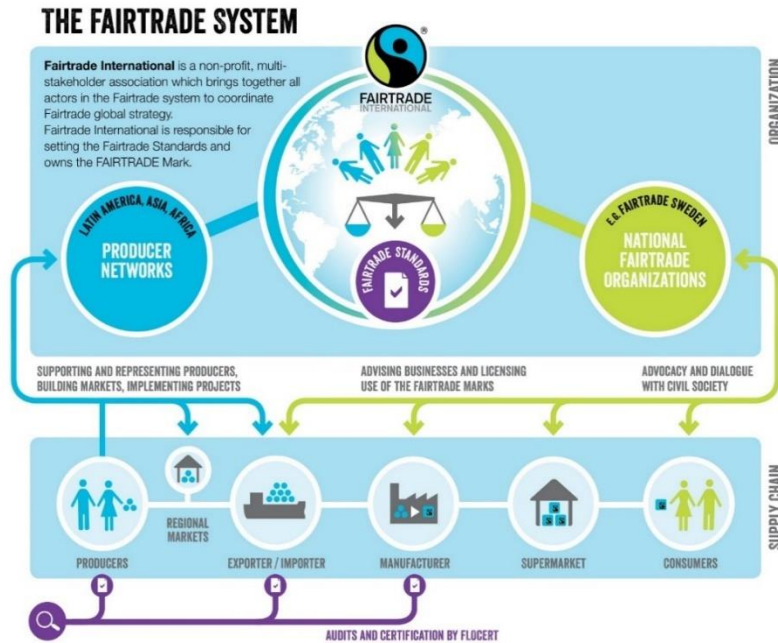 THE FAIRTRADE SYSTEM
Fairtrade International is a non-profit, multi-
stakeholder association which brings together all
actors in the Fairtrade system to coordinate
Fairtrade global strategy.
Fairtrade International is responsible for
setting the Fairtrade Standards and
owns the FAIRTRADE Mark.
®
FAIRTRADE
INTERNATIONAL
ORGANIZATION
LATIN AMERICA, ASIA, AFRICA
PRODUCER
NETWORKS
FAIRTRADE STANDARDS
E.G. FAIRTRADE SWEDEN
NATIONAL
FAIRTRADE
ORGANIZATIONS
SUPPORTING AND REPRESENTING PRODUCERS,
BUILDING MARKETS, IMPLEMENTING PROJECTS
ADVISING BUSINESSES AND LICENSING
USE OF THE FAIRTRADE MARKS
ADVOCACY AND DIALOGUE
WITH CIVIL SOCIETY
SUPPLY CHAIN
PRODUCERS
REGIONAL
MARKETS
EXPORTER / IMPORTER
MANUFACTURER
SUPERMARKET
CONSUMERS
AUDITS AND CERTIFICATION BY FLOCERT